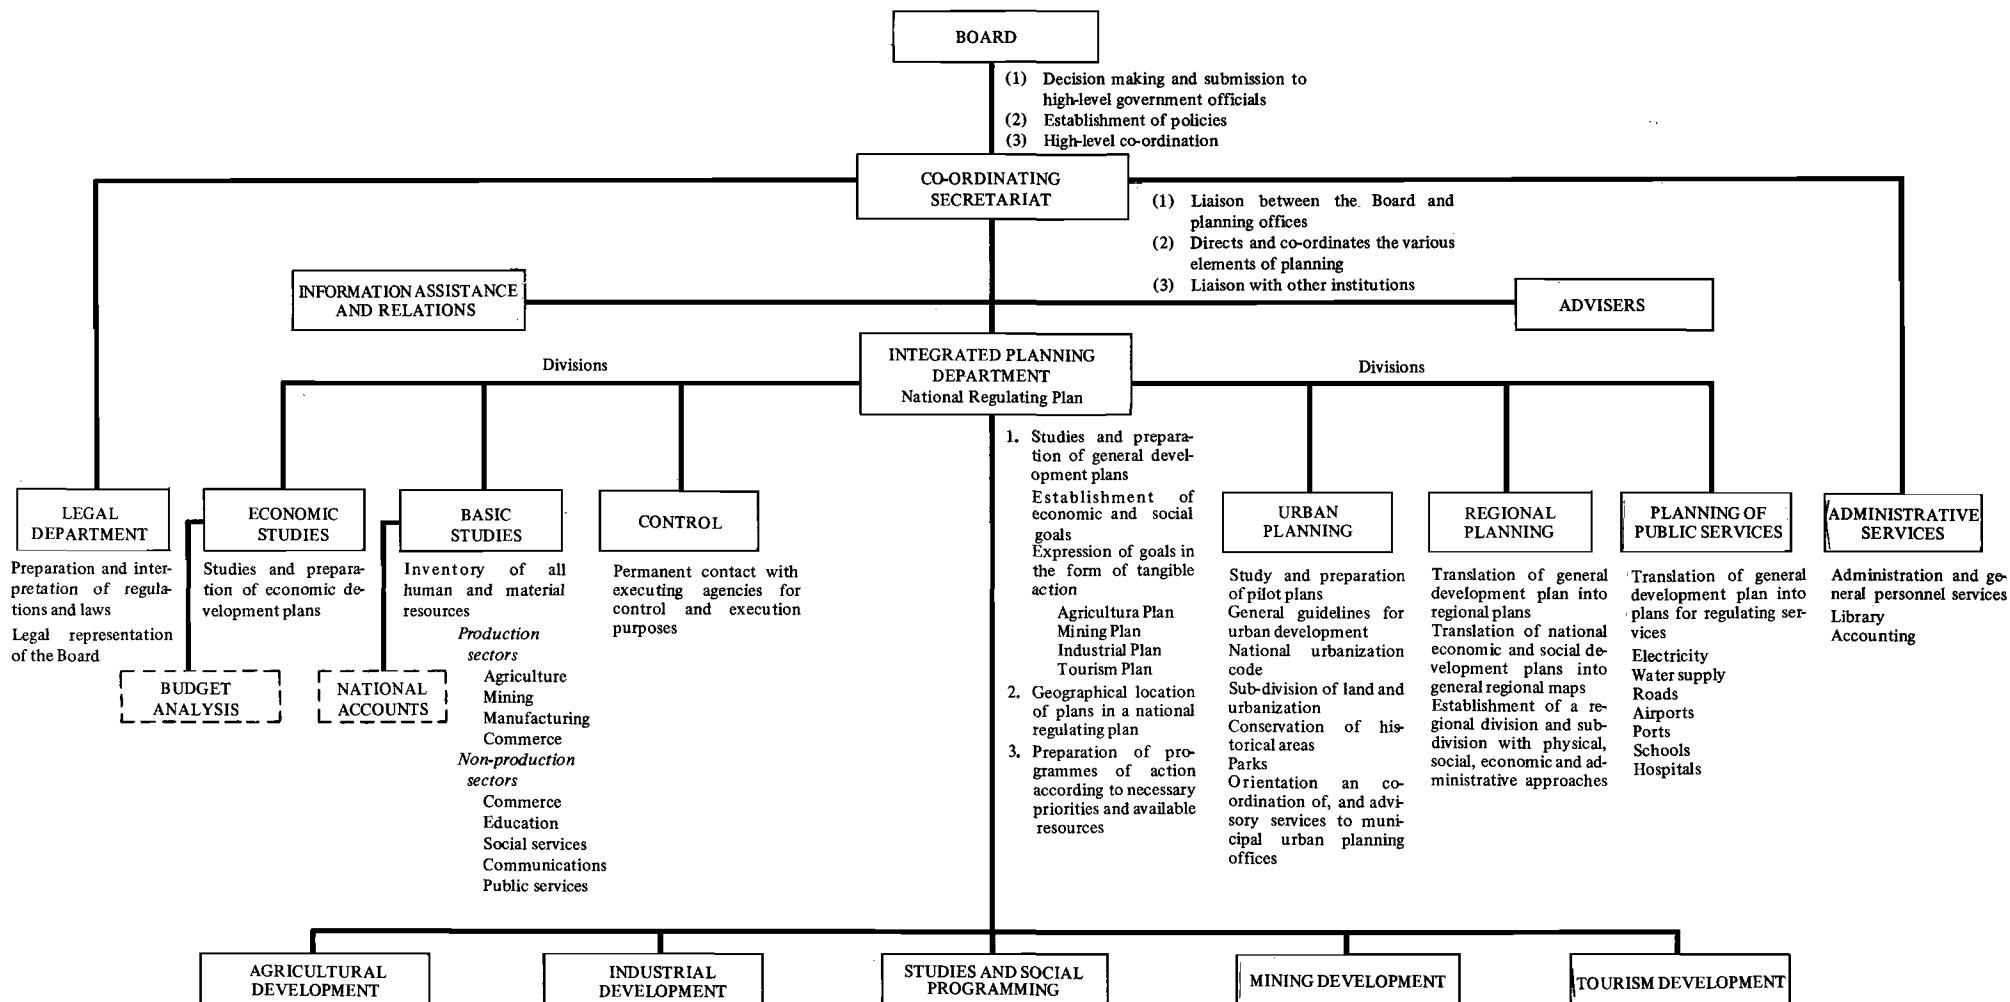 BOARD
(1) Decision making and submission to
high-level government officials
(2) Establishment of policies
(3) High-level co-ordination
CO-ORDINATING
SECRETARIAT
(1) Liaison between the Board and
planning offices
(2) Directs and co-ordinates the various
elements of planning
(3) Liaison with other institutions
INFORMATION ASSISTANCE
AND RELATIONS
ADVISERS
INTEGRATED PLANNING
DEPARTMENT
National Regulating Plan
Divisions
Divisions
LEGAL
DEPARTMENT
Preparation and inter-
pretation of regula-
tions and laws
Legal representation
of the Board
ECONOMIC
STUDIES
Studies and prepara-
tion of economic de-
velopment plans
BUDGET
ANALYSIS
BASIC
STUDIES
Inventory of all
human and material
resources
Production
sectors
Agriculture
Mining
Manufacturing
Commerce
Non-production
sectors
Commerce
Education
Social services
Communications
Public services
NATIONAL
ACCOUNTS
CONTROL
Permanent contact with
executing agencies for
control and execution
purposes
1. Studies and prepara-
tion of general devel-
opment plans
Establishment of
economic and social
goals
Expression of goals in
the form of tangible
action
Agricultura Plan
Mining Plan
Industrial Plan
Tourism Plan
2. Geographical location
of plans in a national
regulating plan
3. Preparation of pro-
grammes of action
according to necessary
priorities and available
resources
URBAN
PLANNING
Study and preparation
of pilot plans
General guidelines for
urban development
National urbanization
code
Sub-division of land and
urbanization
Conservation of his-
torical areas
Parks
Orientation an co-
ordination of, and advi-
sory services to muni-
cipal urban planning
offices
REGIONAL
PLANNING
Translation of general
development plan into
regional plans
Translation of national
economic and social de-
velopment plans into
general regional maps
Establishment of a re-
gional division and sub-
division with physical,
social, economic and ad-
ministrative approaches
PLANNING OF
PUBLIC SERVICES
Translation of general
development plan into
plans for regulating ser-
vices
Electricity
Water supply
Roads
Airports
Ports
Schools
Hospitals
ADMINISTRATIVE
SERVICES
Administration and ge-
neral personnel services
Library
Accounting
AGRICULTURAL
DEVELOPMENT
INDUSTRIAL
DEVELOPMENT
STUDIES AND SOCIAL
PROGRAMMING
MINING DEVELOPMENT
TOURISM DEVELOPMENT